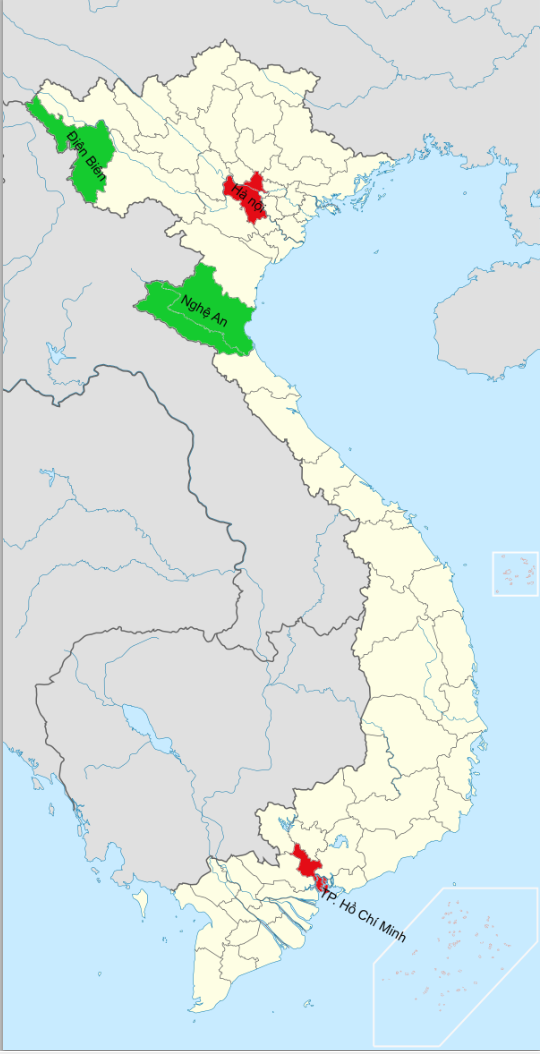 Điện Biên
Hà nội
Nghệ An
TP. Hồ Chí Minh